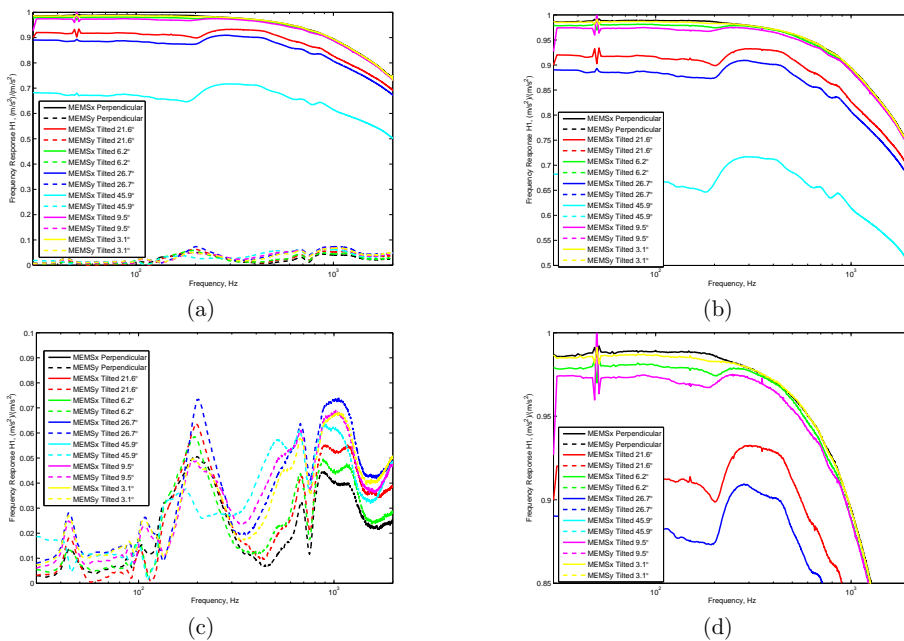 Frequency Response H1, (m/s²)/(m/s²)
1
0.9
0.8
0.7
0.6
0.5
0.4
0.3
0.2
0.1
0
MEMSx Perpendicular
MEMSy Perpendicular
MEMSx Tilted 21.6°
MEMSy Tilted 21.6°
MEMSx Tilted 6.2°
MEMSy Tilted 6.2°
MEMSx Tilted 26.7°
MEMSy Tilted 26.7°
MEMSx Tilted 45.9°
MEMSy Tilted 45.9°
MEMSx Tilted 9.5°
MEMSy Tilted 9.5°
MEMSx Tilted 3.1°
MEMSy Tilted 3.1°
10² 10³
Frequency, Hz
(a)
Frequency Response H1, (m/s²)/(m/s²)
1
0.95
0.9
0.85
0.8
0.75
0.7
0.65
0.6
0.55
0.5
MEMSx Perpendicular
MEMSy Perpendicular
MEMSx Tilted 21.6°
MEMSy Tilted 21.6°
MEMSx Tilted 6.2°
MEMSy Tilted 6.2°
MEMSx Tilted 26.7°
MEMSy Tilted 26.7°
MEMSx Tilted 45.9°
MEMSy Tilted 45.9°
MEMSx Tilted 9.5°
MEMSy Tilted 9.5°
MEMSx Tilted 3.1°
MEMSy Tilted 3.1°
10² 10³
Frequency, Hz
(b)
Frequency Response H1, (m/s²)/(m/s²)
0.1
0.09
0.08
0.07
0.06
0.05
0.04
0.03
0.02
0.01
0
MEMSx Perpendicular
MEMSy Perpendicular
MEMSx Tilted 21.6°
MEMSy Tilted 21.6°
MEMSx Tilted 6.2°
MEMSy Tilted 6.2°
MEMSx Tilted 26.7°
MEMSy Tilted 26.7°
MEMSx Tilted 45.9°
MEMSy Tilted 45.9°
MEMSx Tilted 9.5°
MEMSy Tilted 9.5°
MEMSx Tilted 3.1°
MEMSy Tilted 3.1°
10² 10³
Frequency, Hz
(c)
Frequency Response H1, (m/s²)/(m/s²)
1
0.95
0.9
0.85
MEMSx Perpendicular
MEMSy Perpendicular
MEMSx Tilted 21.6°
MEMSy Tilted 21.6°
MEMSx Tilted 6.2°
MEMSy Tilted 6.2°
MEMSx Tilted 26.7°
MEMSy Tilted 26.7°
MEMSx Tilted 45.9°
MEMSy Tilted 45.9°
MEMSx Tilted 9.5°
MEMSy Tilted 9.5°
MEMSx Tilted 3.1°
MEMSy Tilted 3.1°
10² 10³
Frequency, Hz
(d)